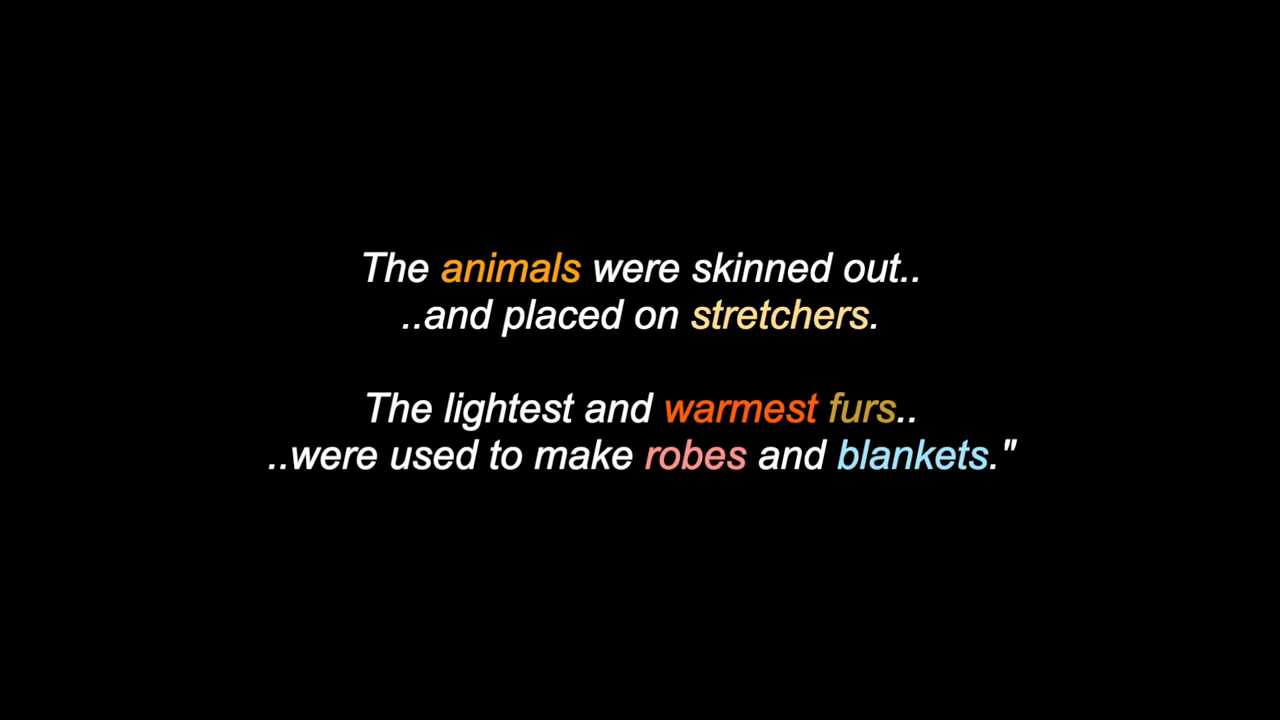 The animals were skinned out..
..and placed on stretchers.
The lightest and warmest furs..
..were used to make robes and blankets."